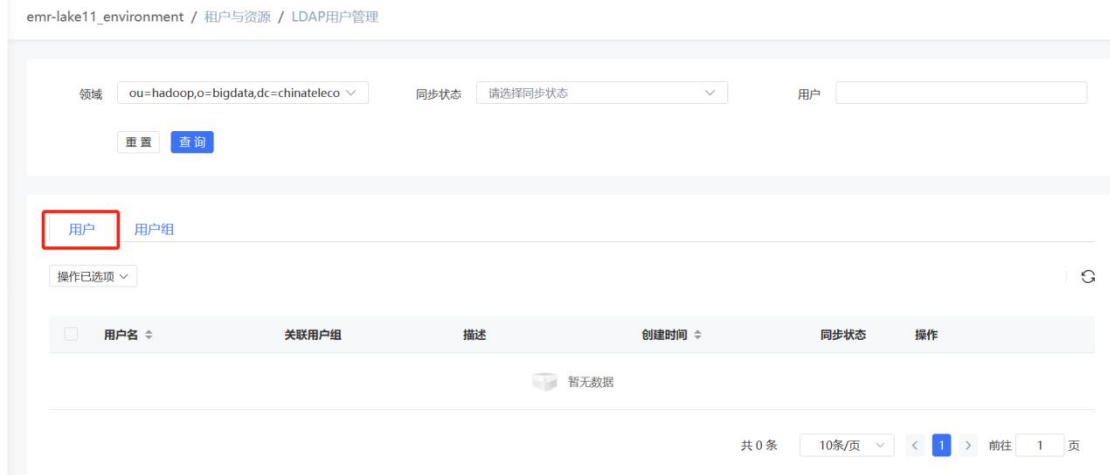 emr-lake11_environment / 租户与资源 / LDAP用户管理
领域 ou=hadoop,o=bigdata,dc=chinateleco 同步状态 请选择同步状态 用户
重置 查询
用户 用户组
操作已选项
用户名 关联用户组 描述 创建时间 同步状态 操作
暂无数据
共 0 条 10条/页 < 1 > 前往 1 页